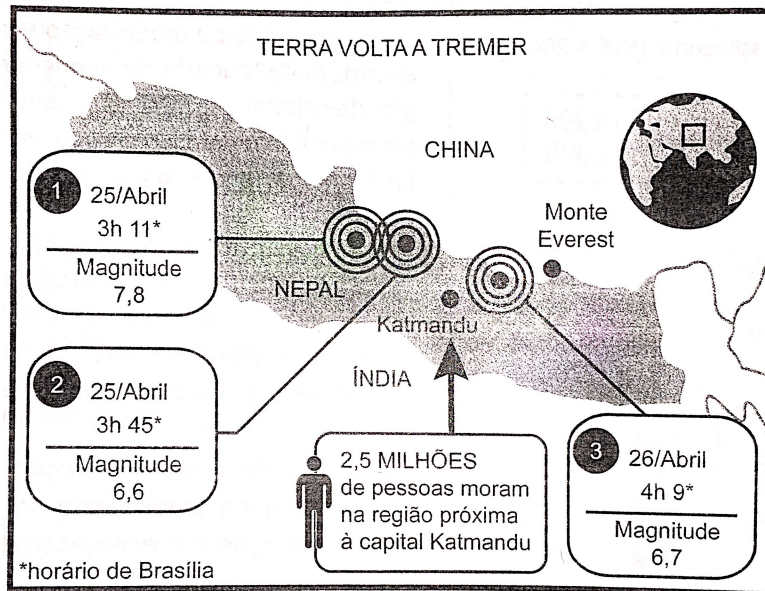 TERRA VOLTA A TREMER
CHINA
1
25/Abril
3h 11*
Magnitude
7,8
Monte
Everest
NEPAL
Katmandu
ÍNDIA
2
25/Abril
3h 45*
Magnitude
6,6
2,5 MILHÕES
de pessoas moram
na região próxima
à capital Katmandu
3
26/Abril
4h 9*
Magnitude
6,7
*horário de Brasília